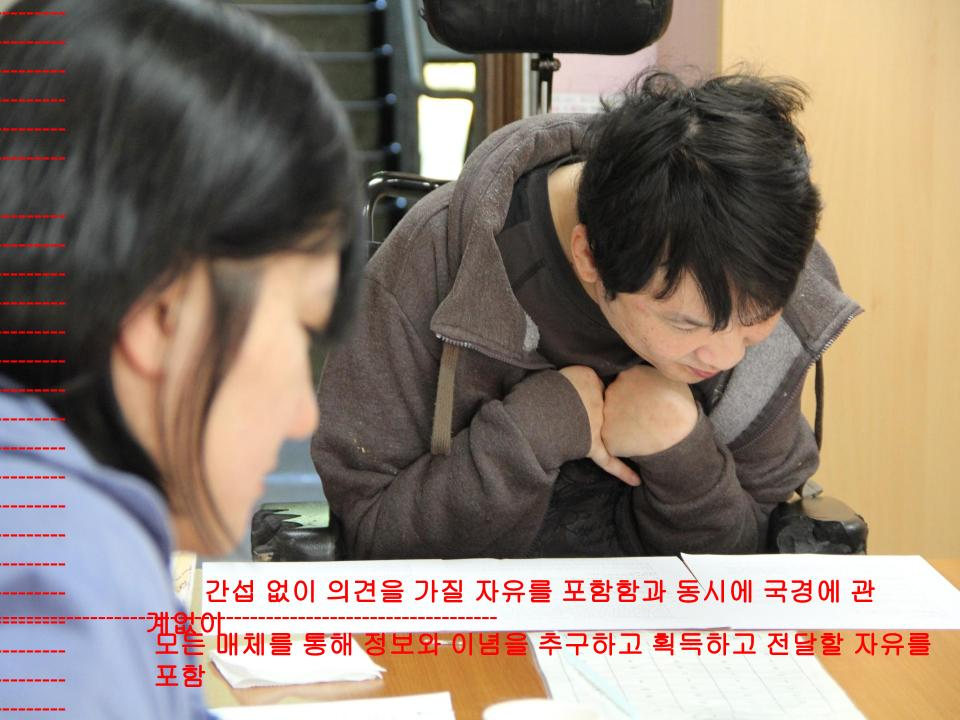 간섭 없이 의견을 가질 자유를 포함함과 동시에 국경에 관
계없이
모든 매체를 통해 정보와 이념을 추구하고 획득하고 전달할 자유를
포함